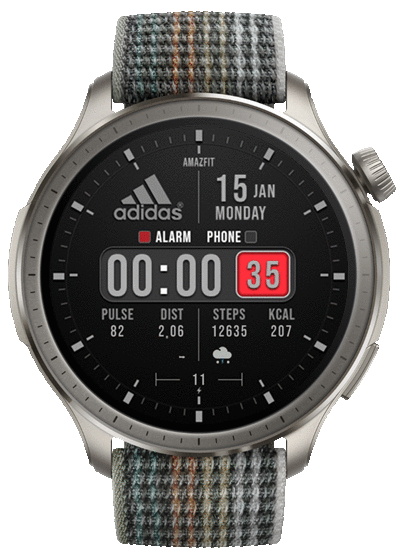 AMAZFIT
adidas®
15 JAN
MONDAY
ALARM PHONE
00:00 35
PULSE DIST STEPS KCAL
82 2,06 12635 207
--
11